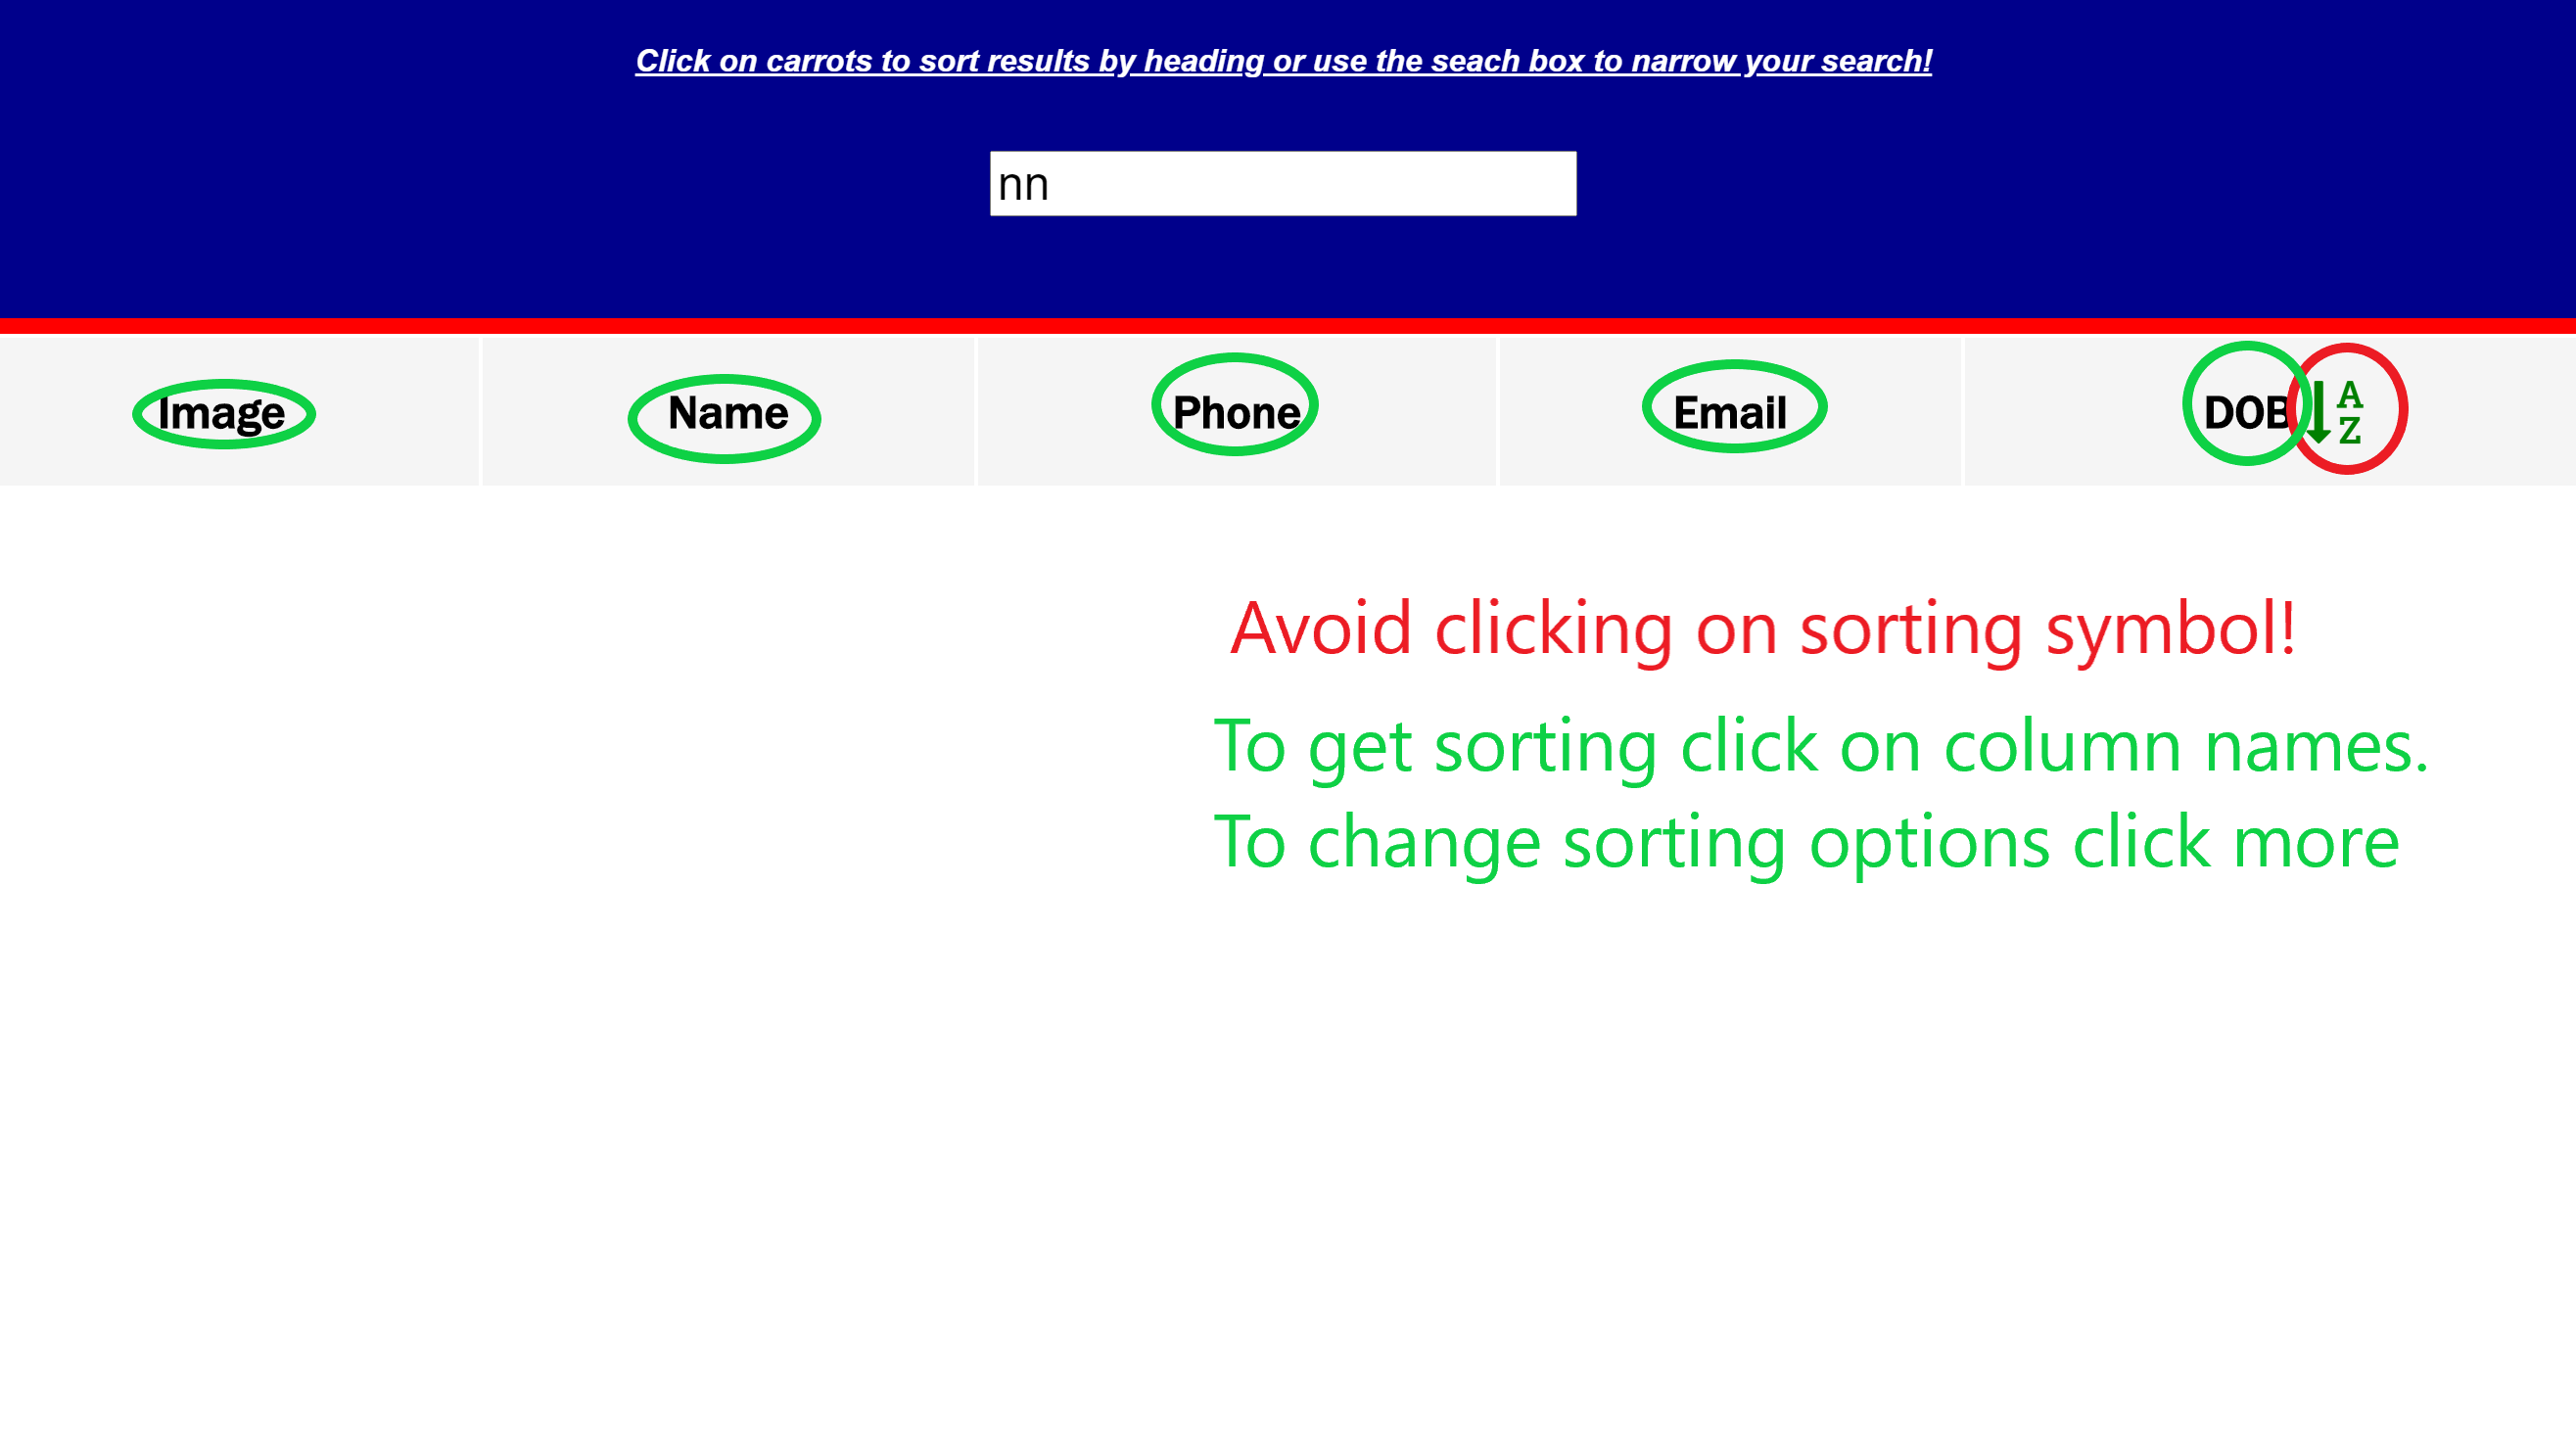 Click on carrots to sort results by heading or use the seach box to narrow your search!
nn
Image Name Phone Email DOB A Z
Avoid clicking on sorting symbol!
To get sorting click on column names.
To change sorting options click more